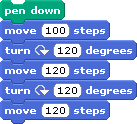 pen down
move 100 steps
turn ↻ 120 degrees
move 120 steps
turn ↻ 120 degrees
move 120 steps